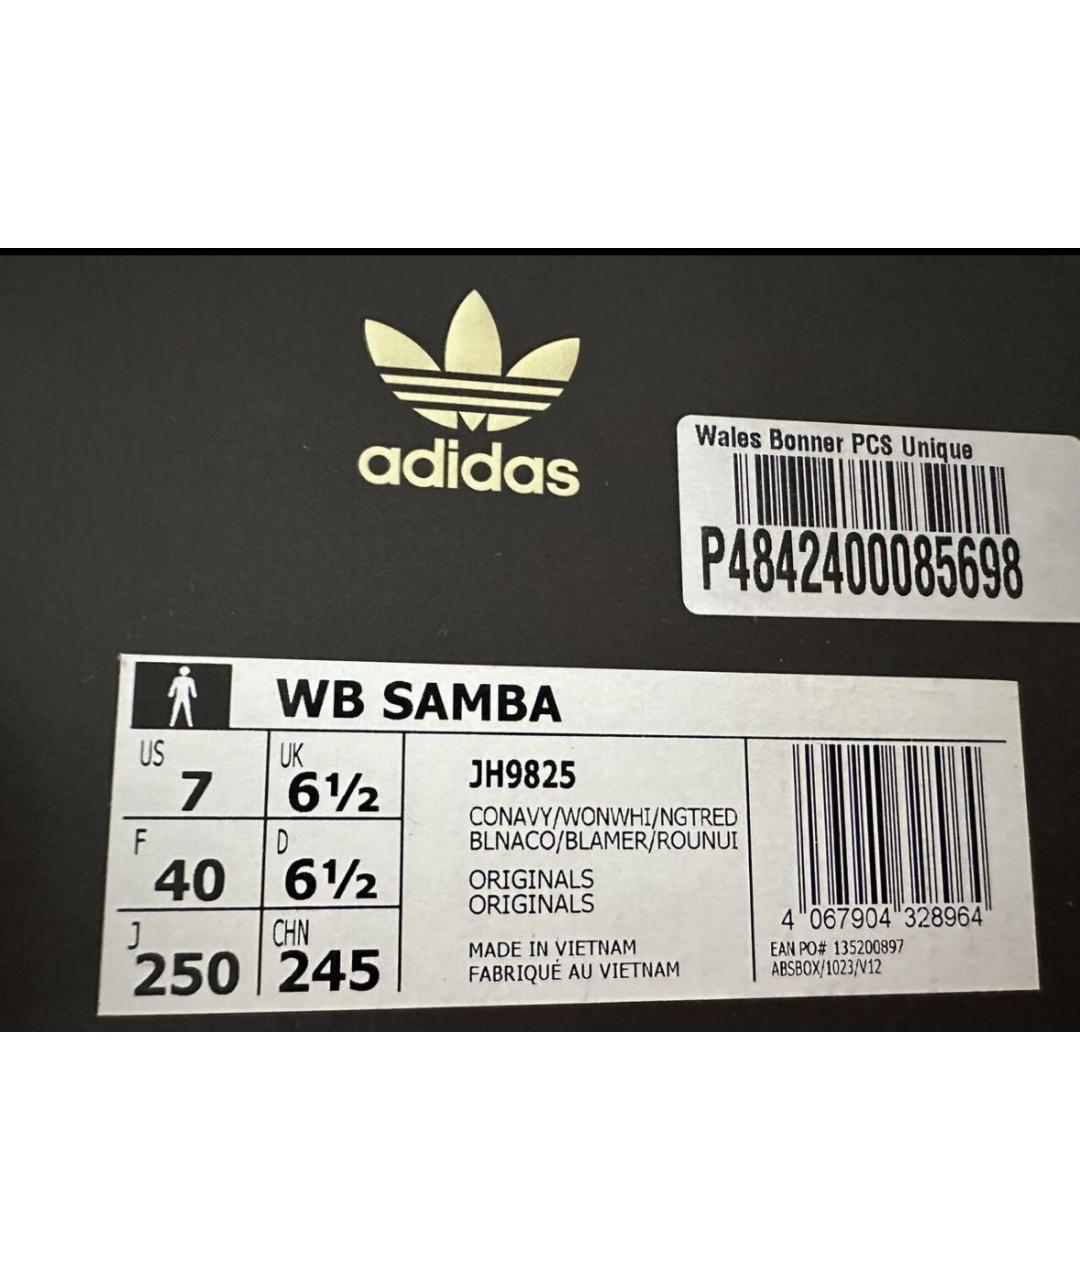 adidas
Wales Bonner PCS Unique
P4842400085698
WB SAMBA
US 7
UK 6½
F 40
D 6½
J 250
CHN 245
JH9825
CONAVY/WONWHI/NGTRED
BLNACO/BLAMER/ROUNUI
ORIGINALS
ORIGINALS
MADE IN VIETNAM
FABRIQUÉ AU VIETNAM
4 067904 328964
EAN PO# 135200897
ABSBOX/1023/V12